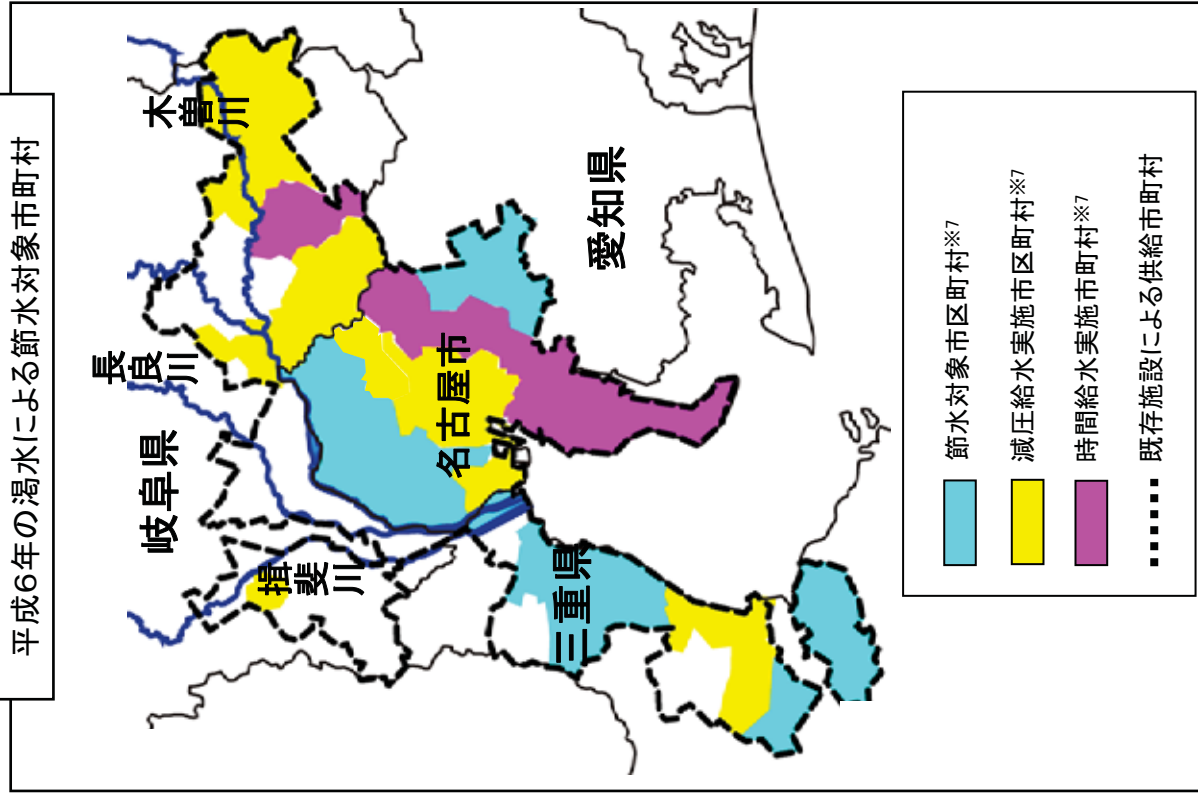 平成6年の渇水による節水対象市町村
木曽川
長良川
岐阜県
揖斐川
愛知県
名古屋市
三重県
節水対象市区町村※7
減圧給水実施市区町村※7
時間給水実施市町村※7
既存施設による供給市町村